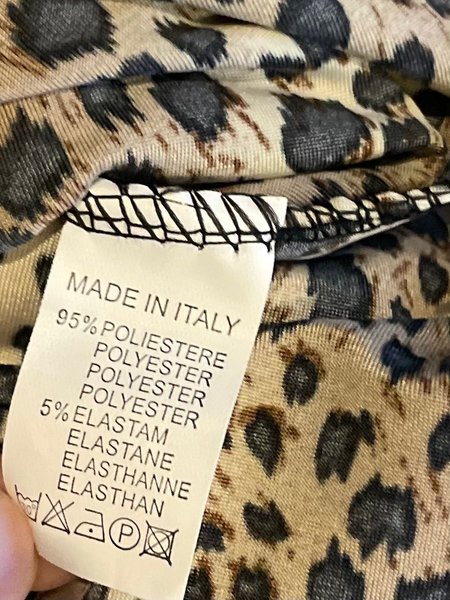 MADE IN ITALY
95% POLIESTERE
POLYESTER
POLYESTER
POLYESTER
5% ELASTAM
ELASTANE
ELASTHANNE
ELASTHAN
P